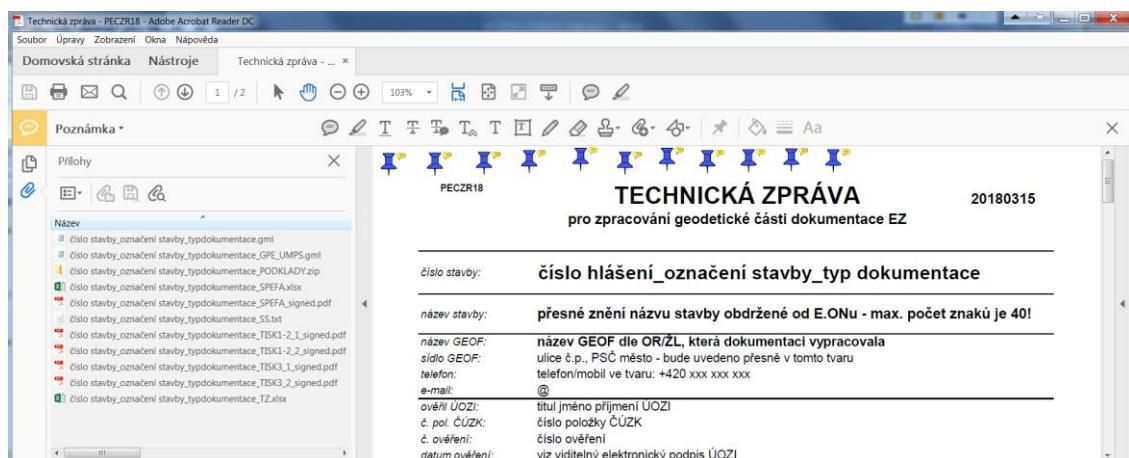 Technická zpráva - PECZR18 - Adobe Acrobat Reader DC
Soubor Úpravy Zobrazení Okna Nápověda
Domovská stránka Nástroje Technická zpráva - ... ×
1 / 2 103%
Poznámka
T T T T T T Aa
Přílohy
Název
číslo stavby_označení stavby_typdokumentace.gml
číslo stavby_označení stavby_typdokumentace_GPE_UMPS.gml
číslo stavby_označení stavby_typdokumentace_PODKLADY.zip
číslo stavby_označení stavby_typdokumentace_SPEFA.xlsx
číslo stavby_označení stavby_typdokumentace_SPEFA_signed.pdf
číslo stavby_označení stavby_typdokumentace_SS.txt
číslo stavby_označení stavby_typdokumentace_TISK1-2_1_signed.pdf
číslo stavby_označení stavby_typdokumentace_TISK1-2_2_signed.pdf
číslo stavby_označení stavby_typdokumentace_TISK3_1_signed.pdf
číslo stavby_označení stavby_typdokumentace_TISK3_2_signed.pdf
číslo stavby_označení stavby_typdokumentace_TZ.xlsx
PECZR18 TECHNICKÁ ZPRÁVA 20180315
pro zpracování geodetické části dokumentace EZ
číslo stavby: číslo hlášení_označení stavby_typ dokumentace
název stavby: přesné znění názvu stavby obdržené od E.ONu - max. počet znaků je 40!
název GEOF: název GEOF dle OR/ŽL, která dokumentaci vypracovala
sídlo GEOF: ulice č.p., PSČ město - bude uvedeno přesně v tomto tvaru
telefon: telefon/mobil ve tvaru: +420 xxx xxx xxx
e-mail: @
ověřil ÚOZI: titul jméno příjmení ÚOZI
č. pol. ČÚZK: číslo položky ČÚZK
č. ověření: číslo ověření
datum ověření: viz viditelný elektronický podpis ÚOZI